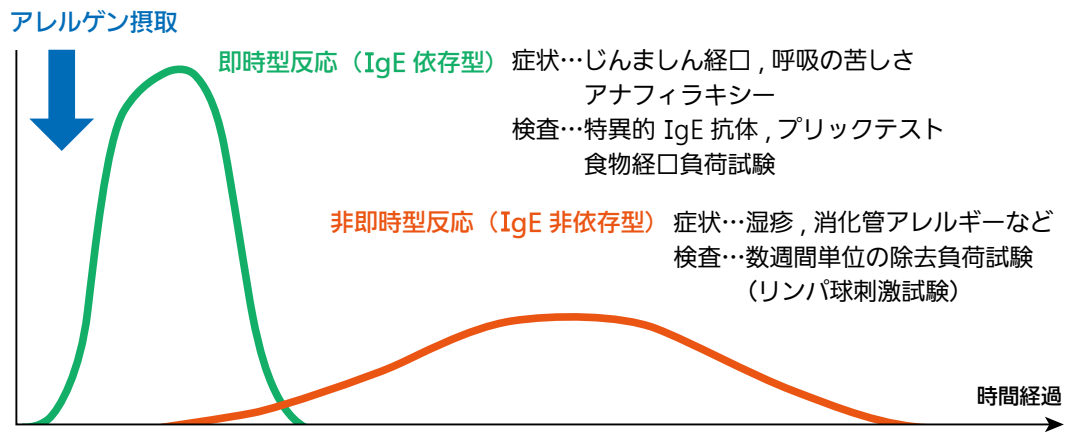 アレルゲン摂取
即時型反応（IgE 依存型） 症状…じんましん経口 , 呼吸の苦しさ
アナフィラキシー
検査…特異的 IgE 抗体 , プリックテスト
食物経口負荷試験
非即時型反応（IgE 非依存型） 症状…湿疹 , 消化管アレルギーなど
検査…数週間単位の除去負荷試験
（リンパ球刺激試験）
時間経過